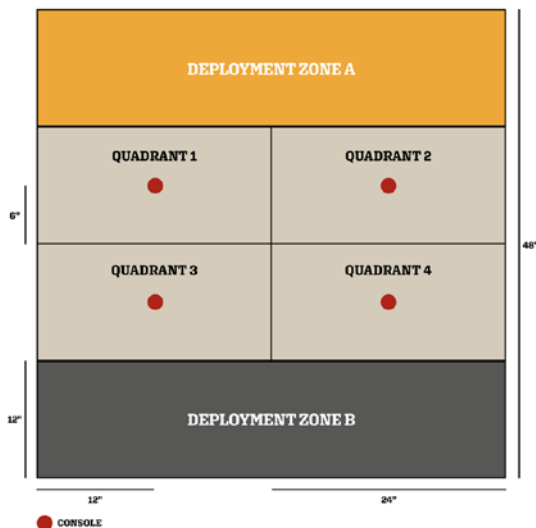 DEPLOYMENT ZONE A
QUADRANT 1 QUADRANT 2
6"
48"
QUADRANT 3 QUADRANT 4
12"
DEPLOYMENT ZONE B
12" 24"
CONSOLE